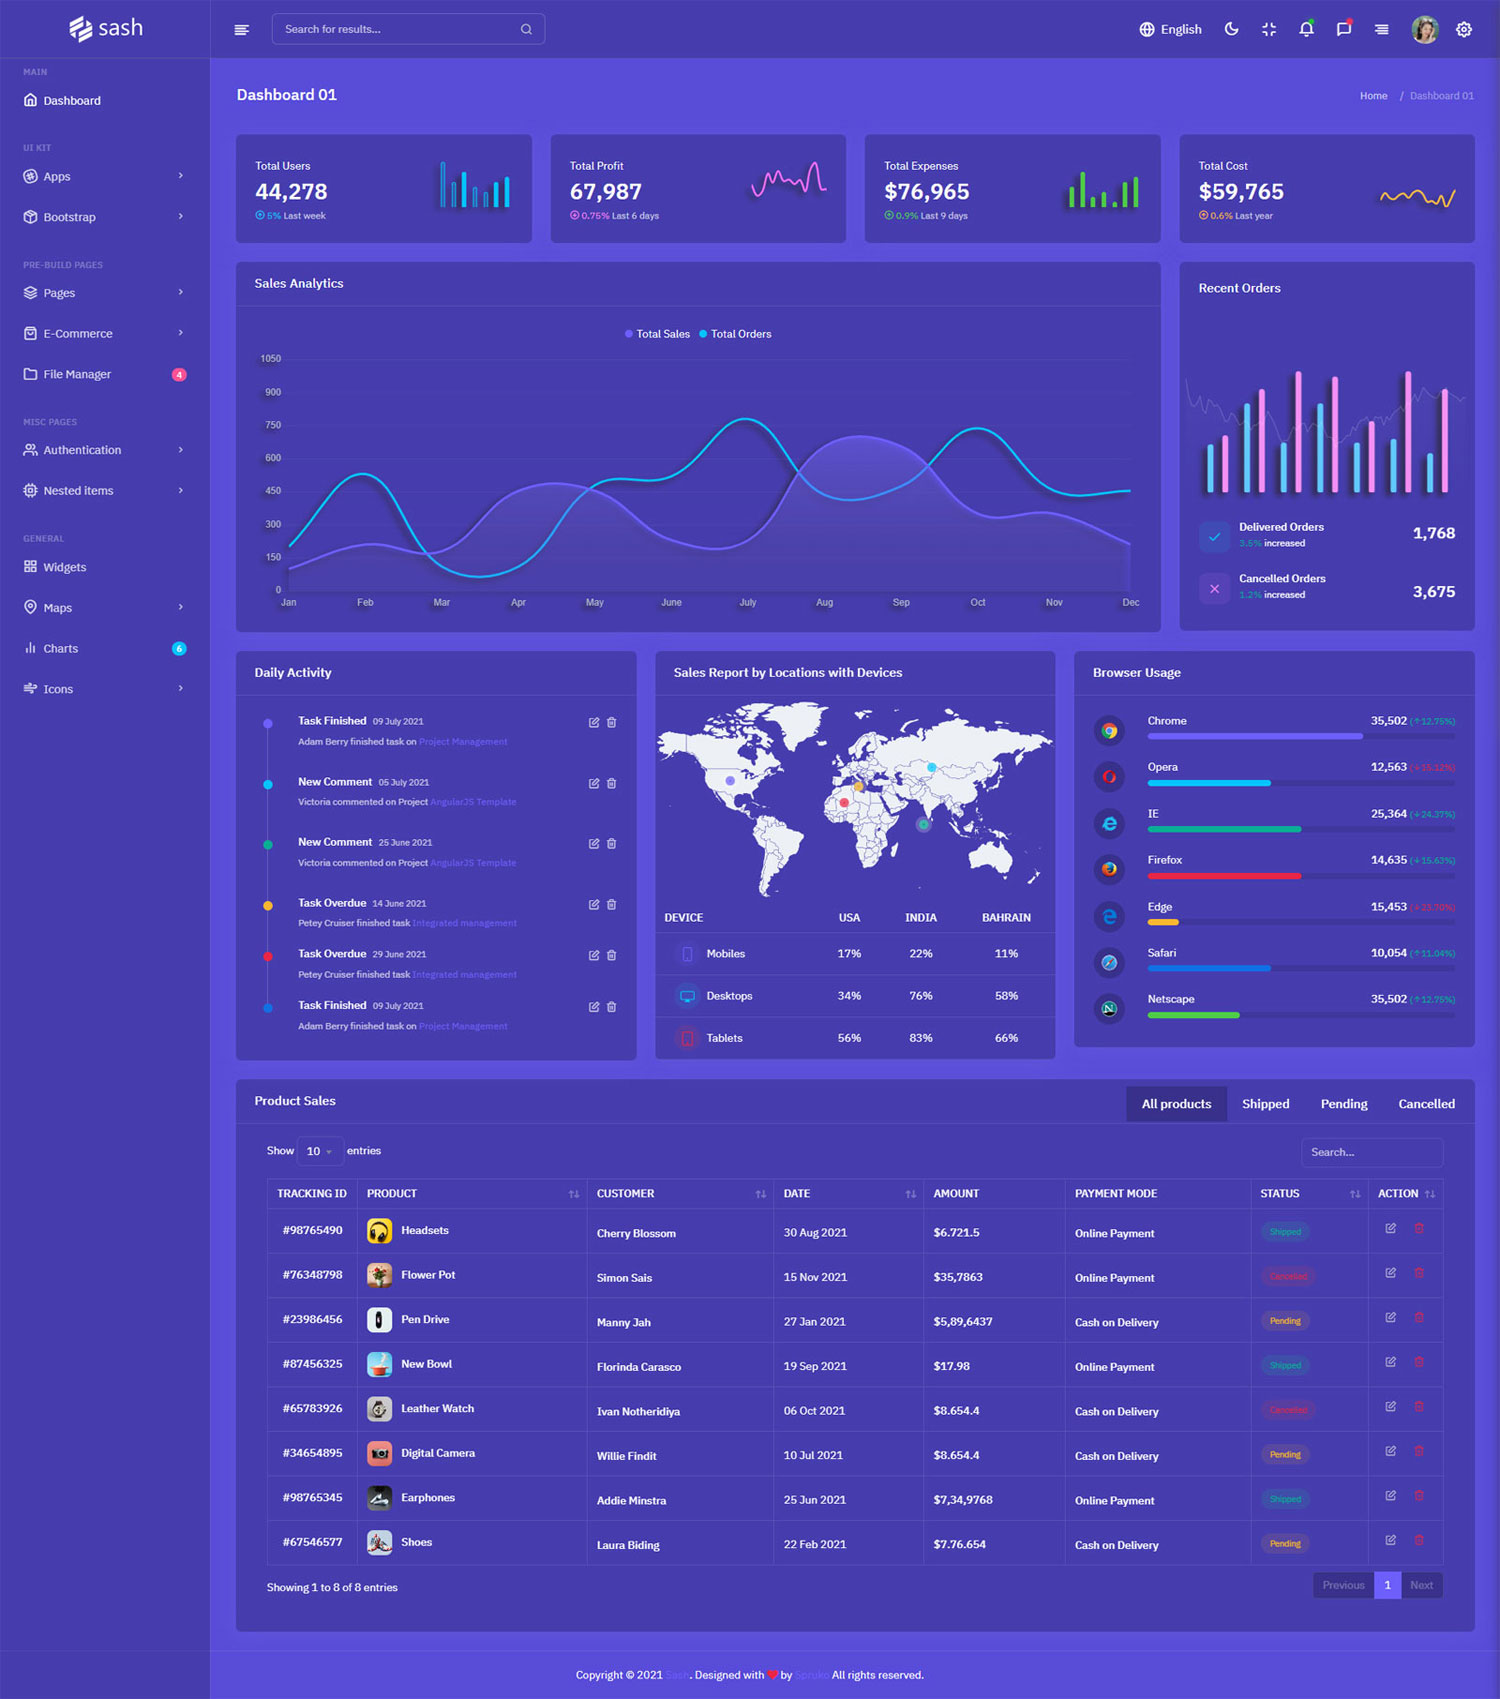 sash
Search for results...
English
MAIN
Dashboard
UI KIT
Apps
Bootstrap
PRE-BUILD PAGES
Pages
E-Commerce
File Manager 4
MISC PAGES
Authentication
Nested items
GENERAL
Widgets
Maps
Charts 6
Icons
Dashboard 01
Home / Dashboard 01
Total Users
44,278
5% Last week
Total Profit
67,987
0.75% Last 6 days
Total Expenses
$76,965
0.9% Last 9 days
Total Cost
$59,765
0.6% Last year
Sales Analytics
Total Sales Total Orders
1050
900
750
600
450
300
150
0
Jan Feb Mar Apr May June July Aug Sep Oct Nov Dec
Recent Orders
Delivered Orders
3.5% increased
1,768
Cancelled Orders
1.2% increased
3,675
Daily Activity
Task Finished 09 July 2021
Adam Berry finished task on Project Management
New Comment 05 July 2021
Victoria commented on Project AngularJS Template
New Comment 25 June 2021
Victoria commented on Project AngularJS Template
Task Overdue 14 June 2021
Petey Cruiser finished task Integrated management
Task Overdue 29 June 2021
Petey Cruiser finished task Integrated management
Task Finished 09 July 2021
Adam Berry finished task on Project Management
Sales Report by Locations with Devices
DEVICE USA INDIA BAHRAIN
Mobiles 17% 22% 11%
Desktops 34% 76% 58%
Tablets 56% 83% 66%
Browser Usage
Chrome 35,502 (↑12.75%)
Opera 12,563 (↓15.12%)
IE 25,364 (↓24.37%)
Firefox 14,635 (↑15.63%)
Edge 15,453 (↓23.70%)
Safari 10,054 (↑11.04%)
Netscape 35,502 (↑12.75%)
Product Sales
All products Shipped Pending Cancelled
Show 10 entries
Search...
TRACKING ID PRODUCT CUSTOMER DATE AMOUNT PAYMENT MODE STATUS ACTION
#98765490 Headsets Cherry Blossom 30 Aug 2021 $6.721.5 Online Payment Shipped
#76348798 Flower Pot Simon Sais 15 Nov 2021 $35,7863 Online Payment Cancelled
#23986456 Pen Drive Manny Jah 27 Jan 2021 $5,89,6437 Cash on Delivery Pending
#87456325 New Bowl Florinda Carasco 19 Sep 2021 $17.98 Online Payment Shipped
#65783926 Leather Watch Ivan Notheridiya 06 Oct 2021 $8.654.4 Cash on Delivery Cancelled
#34654895 Digital Camera Willie Findit 10 Jul 2021 $8.654.4 Cash on Delivery Pending
#98765345 Earphones Addie Minstra 25 Jun 2021 $7,34,9768 Online Payment Shipped
#67546577 Shoes Laura Biding 22 Feb 2021 $7.76.654 Cash on Delivery Pending
Showing 1 to 8 of 8 entries
Previous 1 Next
Copyright © 2021 Sash. Designed with ❤ by Spruko All rights reserved.